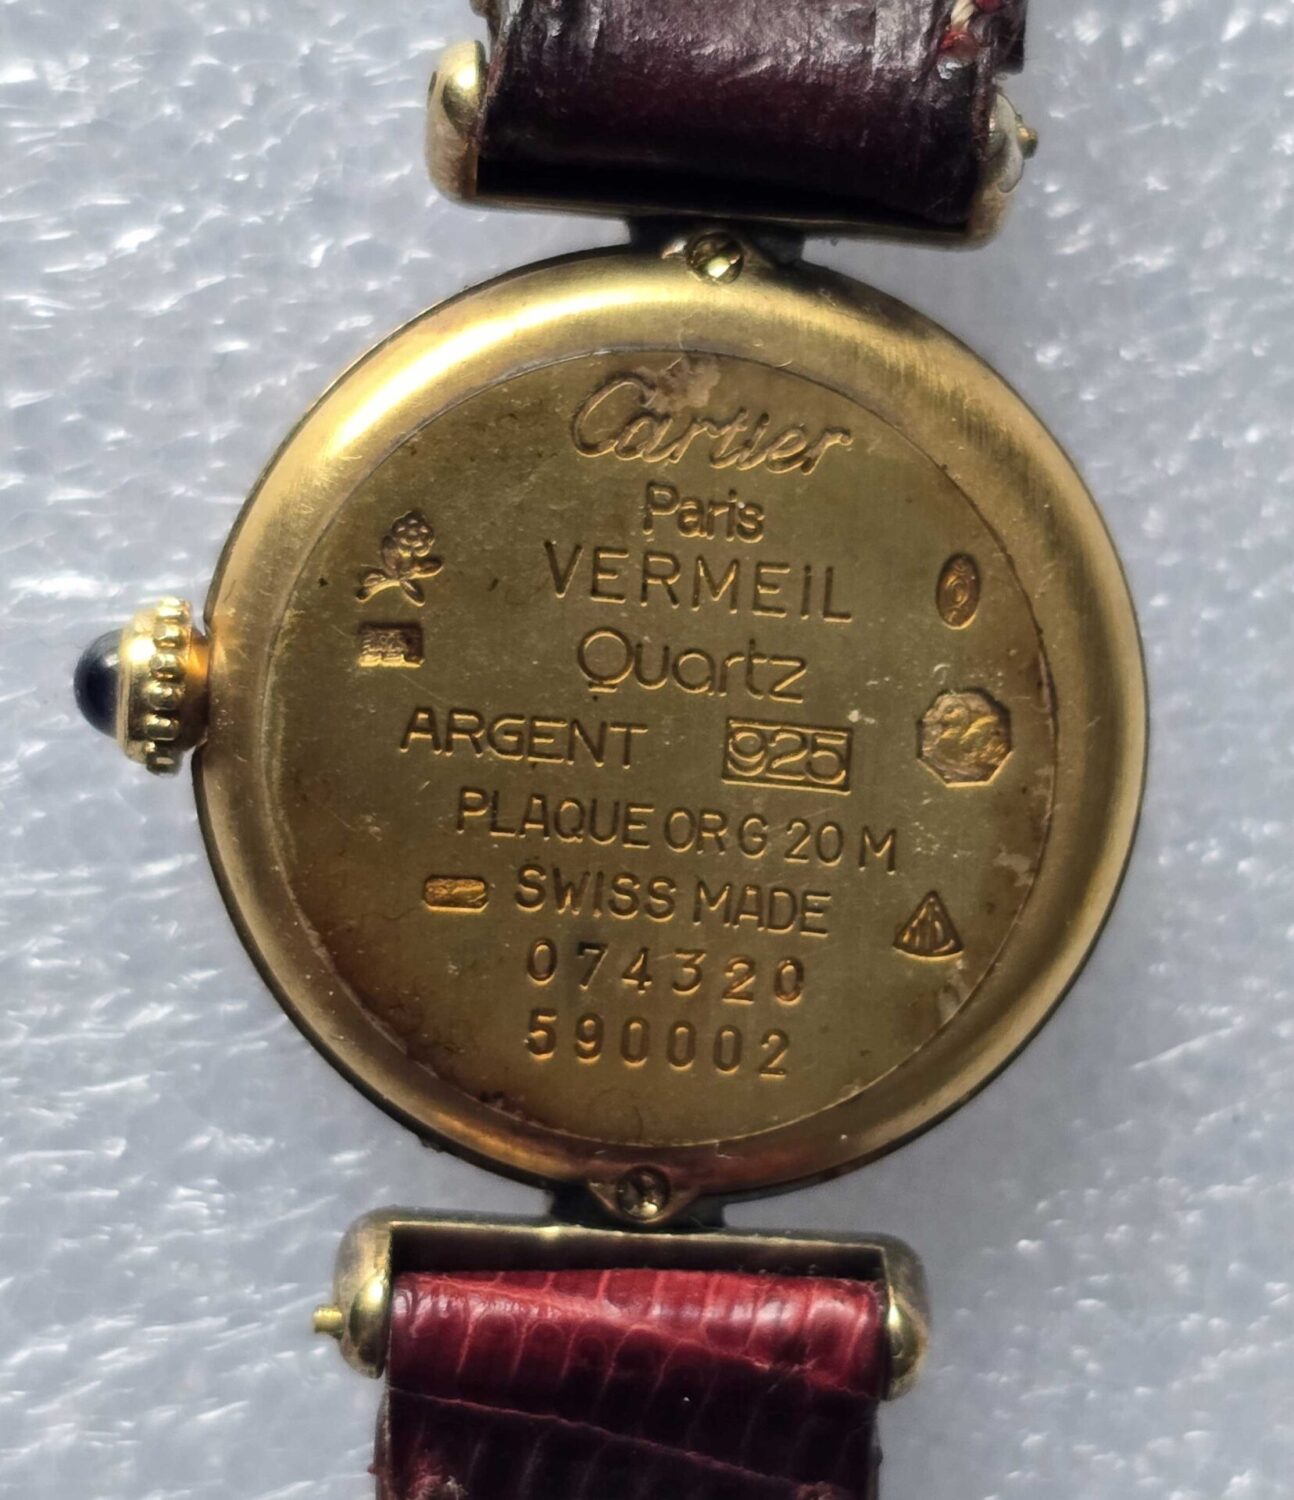 Cartier
Paris
VERMEIL
Quartz
ARGENT 925
PLAQUE OR G 20 M
SWISS MADE
074320
590002